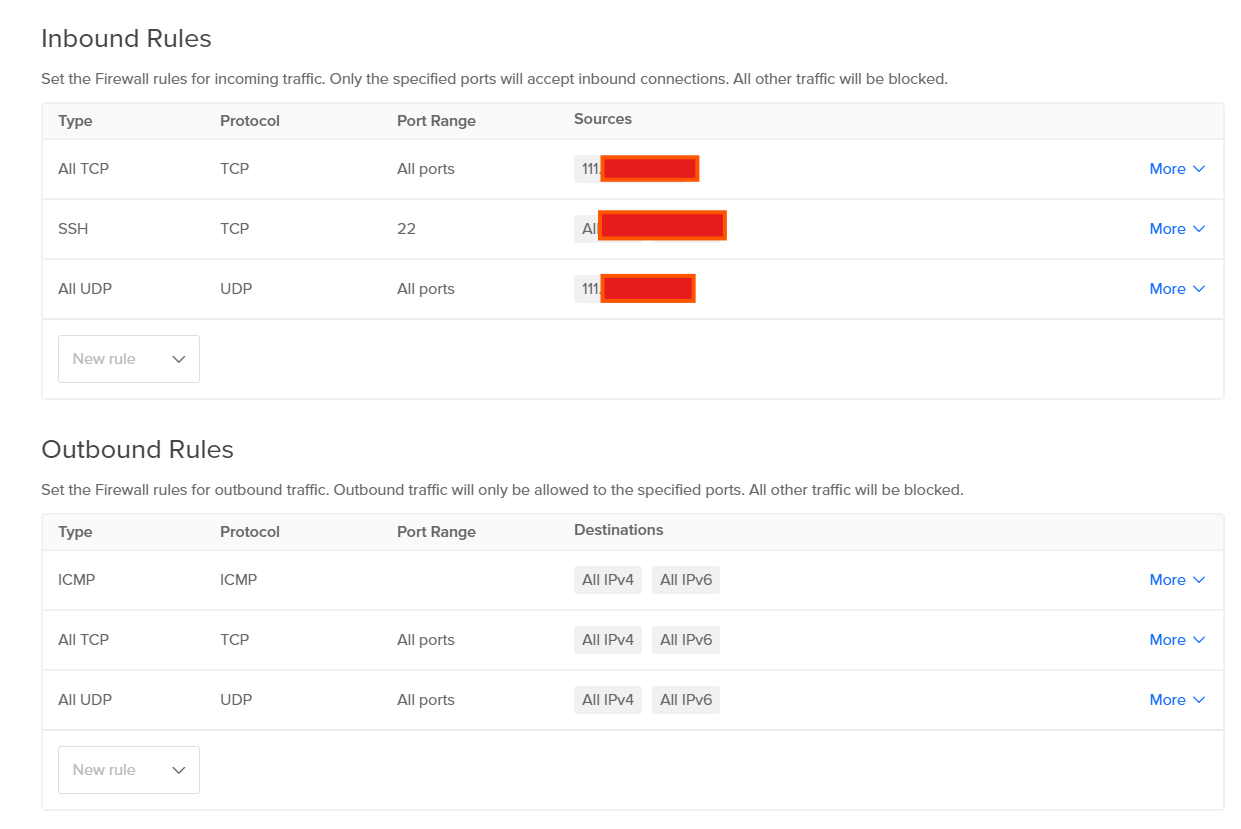 Inbound Rules
Set the Firewall rules for incoming traffic. Only the specified ports will accept inbound connections. All other traffic will be blocked.
Type Protocol Port Range Sources
All TCP TCP All ports 111. More
SSH TCP 22 All More
All UDP UDP All ports 111. More
New rule
Outbound Rules
Set the Firewall rules for outbound traffic. Outbound traffic will only be allowed to the specified ports. All other traffic will be blocked.
Type Protocol Port Range Destinations
ICMP ICMP All IPv4 All IPv6 More
All TCP TCP All ports All IPv4 All IPv6 More
All UDP UDP All ports All IPv4 All IPv6 More
New rule